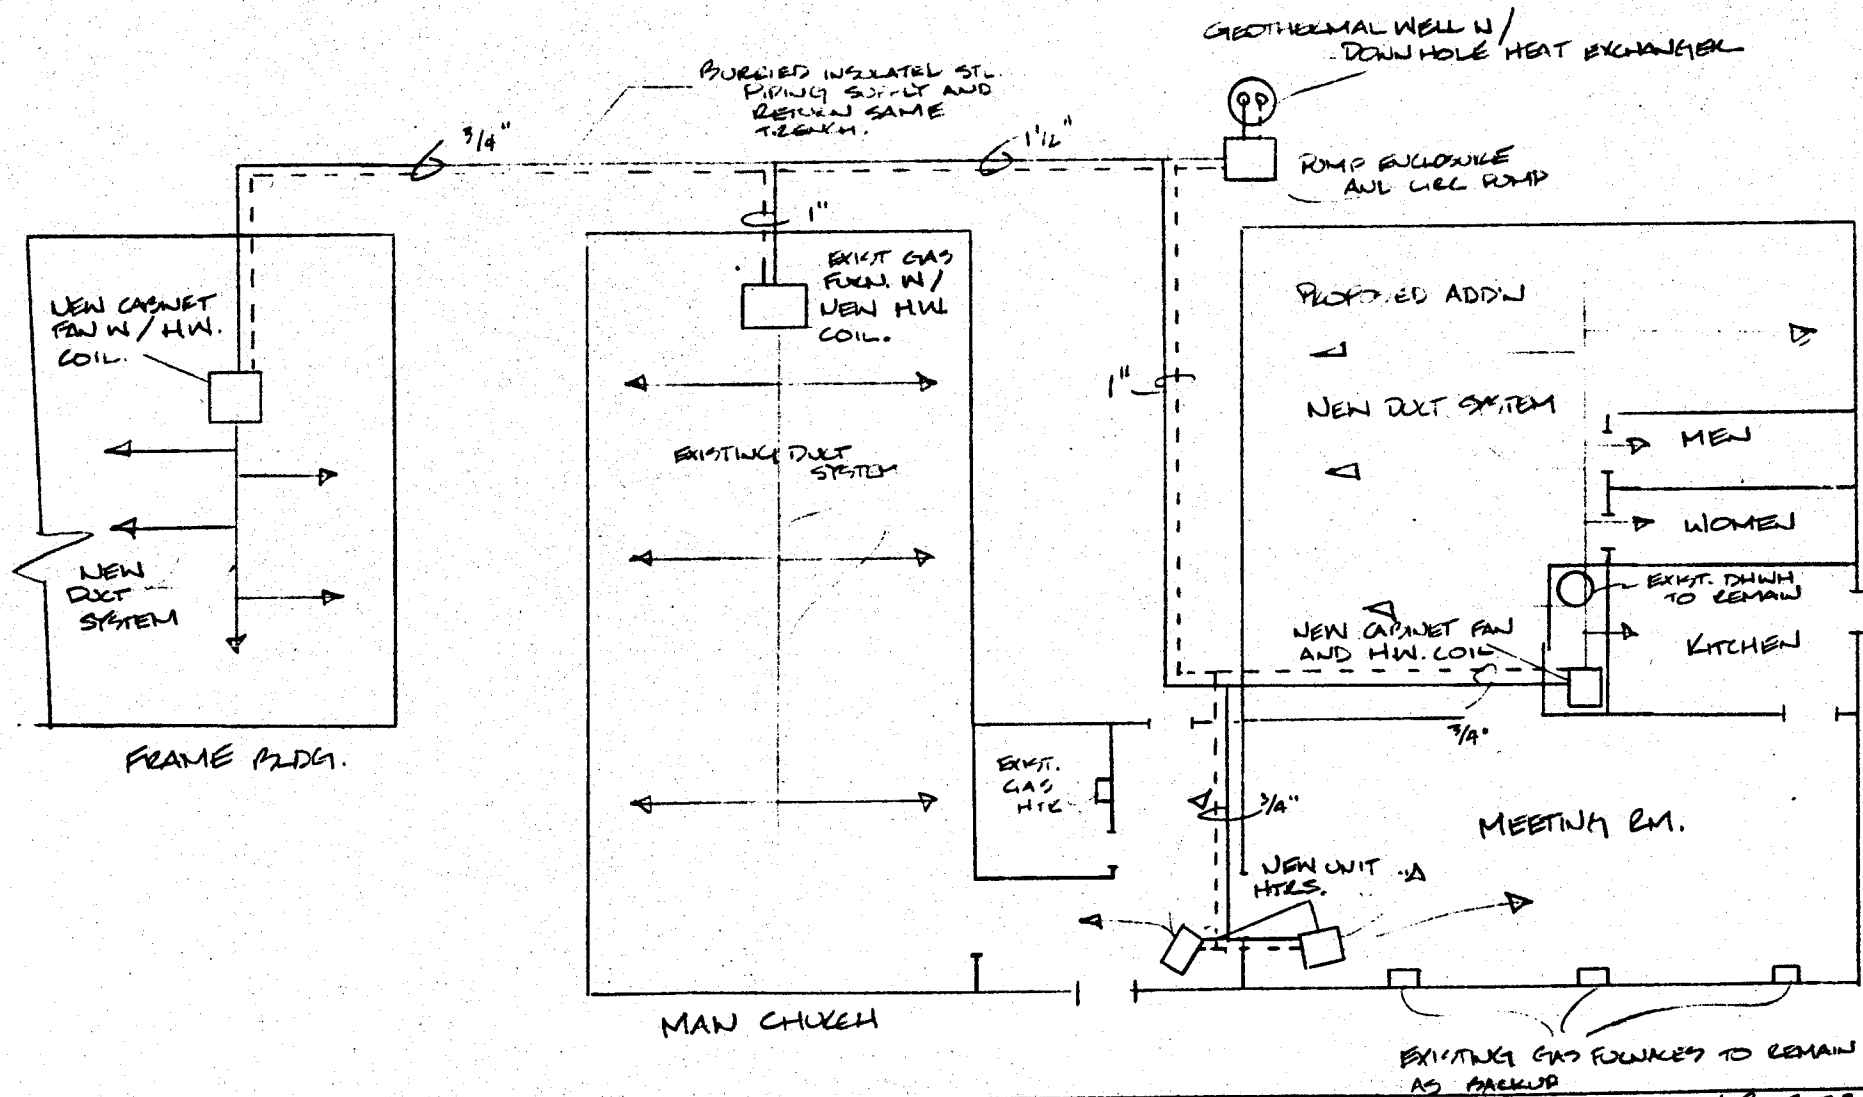 GEOTHERMAL WELL W/
DOWN HOLE HEAT EXCHANGER
BURRIED INSULATED STL.
PIPING SUPPLY AND
RETURN SAME
TRENCH.
3/4"
1 1/2"
PUMP ENCLOSURE
AND CIRC PUMP
1"
EXIST GAS
FURN. W/
NEW HW.
COIL.
NEW CABINET
FAN W/ H.W.
COIL.
PROPOSED ADD'N
1"
NEW DUCT SYSTEM
MEN
EXISTING DUCT
SYSTEM
WOMEN
NEW
DUCT
SYSTEM
EXIST. DHWH
TO REMAIN
NEW CABINET FAN
AND H.W. COIL
KITCHEN
3/4"
FRAME BLDG.
EXIST.
GAS
HTR
3/4"
MEETING RM.
NEW UNIT
HTRS.
MAN CHURCH
EXISTING GAS FURNACES TO REMAIN
AS BACKUP